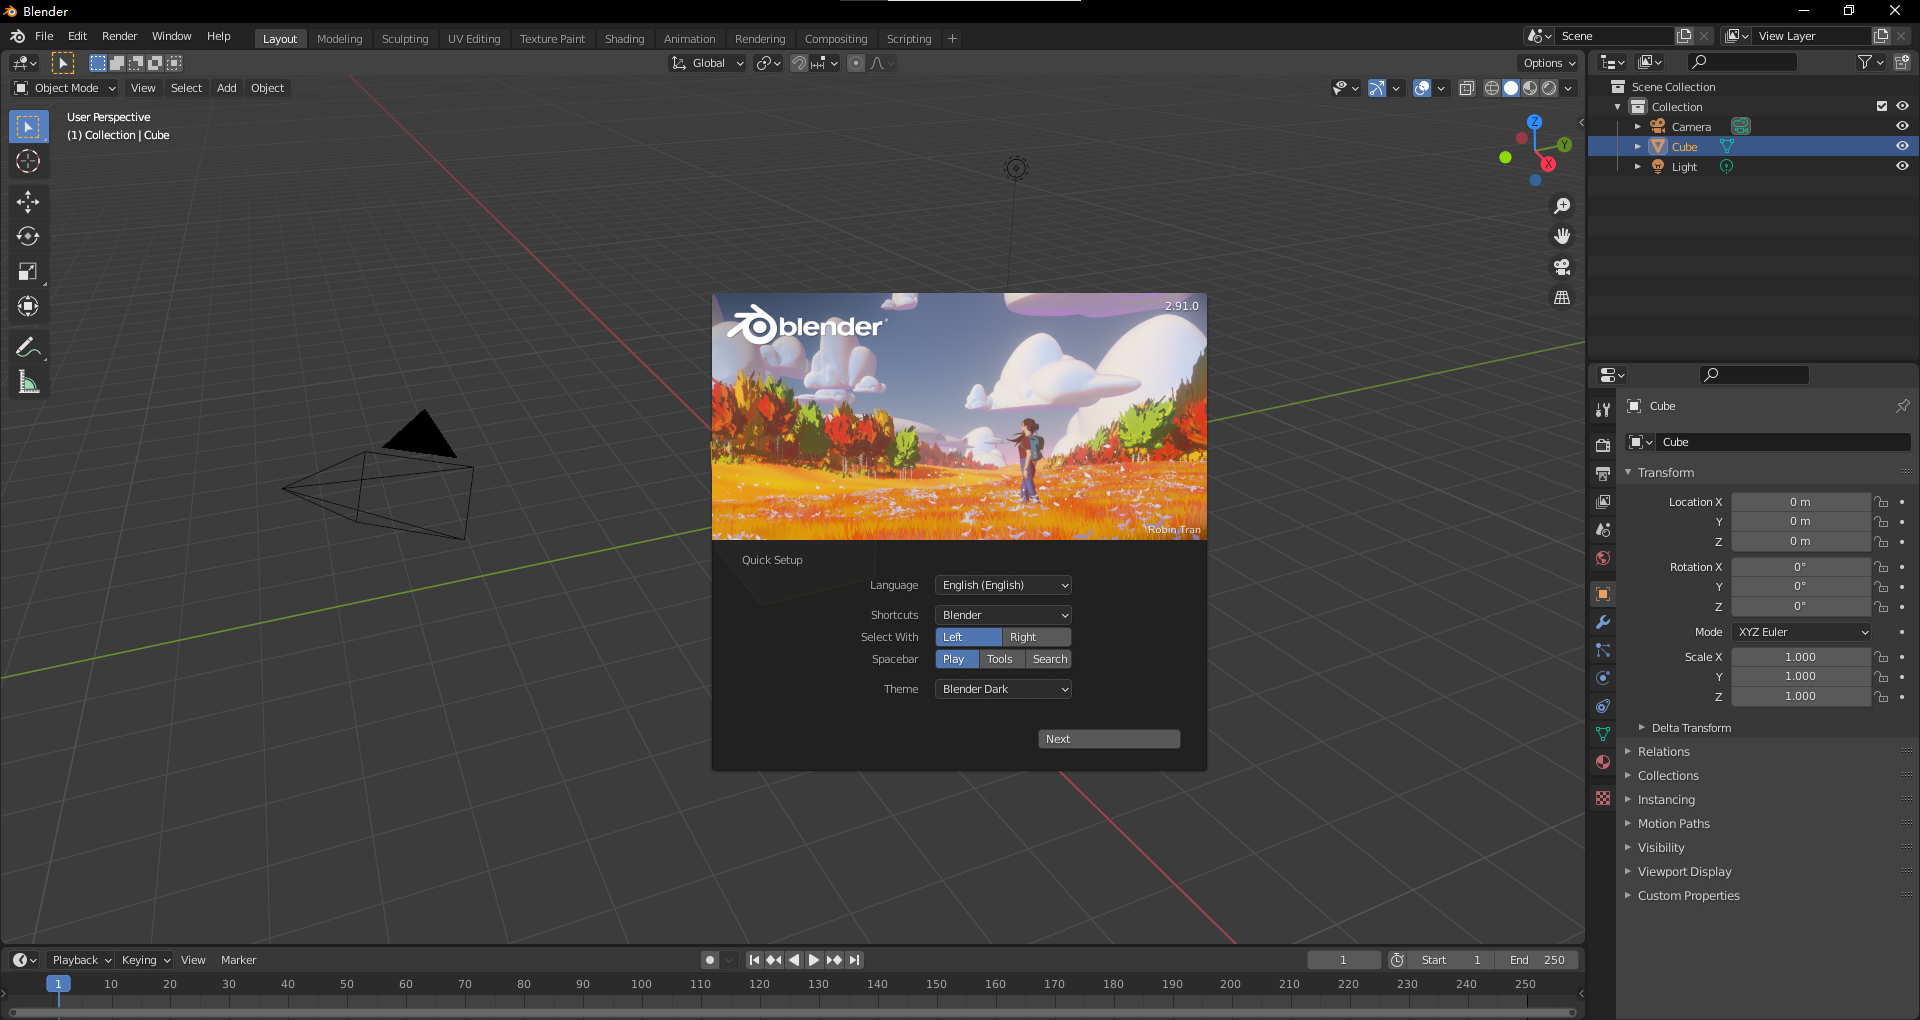 Blender
File Edit Render Window Help Layout Modeling Sculpting UV Editing Texture Paint Shading Animation Rendering Compositing Scripting + Scene View Layer
Global Options
Object Mode View Select Add Object
User Perspective
(1) Collection | Cube
Z
Y
X
Scene Collection
Collection
Camera
Cube
Light
blender
2.91.0
Robin Tran
Quick Setup
Language English (English)
Shortcuts Blender
Select With Left Right
Spacebar Play Tools Search
Theme Blender Dark
Next
Cube
Cube
Transform
Location X 0 m
Y 0 m
Z 0 m
Rotation X 0°
Y 0°
Z 0°
Mode XYZ Euler
Scale X 1.000
Y 1.000
Z 1.000
Delta Transform
Relations
Collections
Instancing
Motion Paths
Visibility
Viewport Display
Custom Properties
Playback Keying View Marker 1 Start 1 End 250
1 10 20 30 40 50 60 70 80 90 100 110 120 130 140 150 160 170 180 190 200 210 220 230 240 250